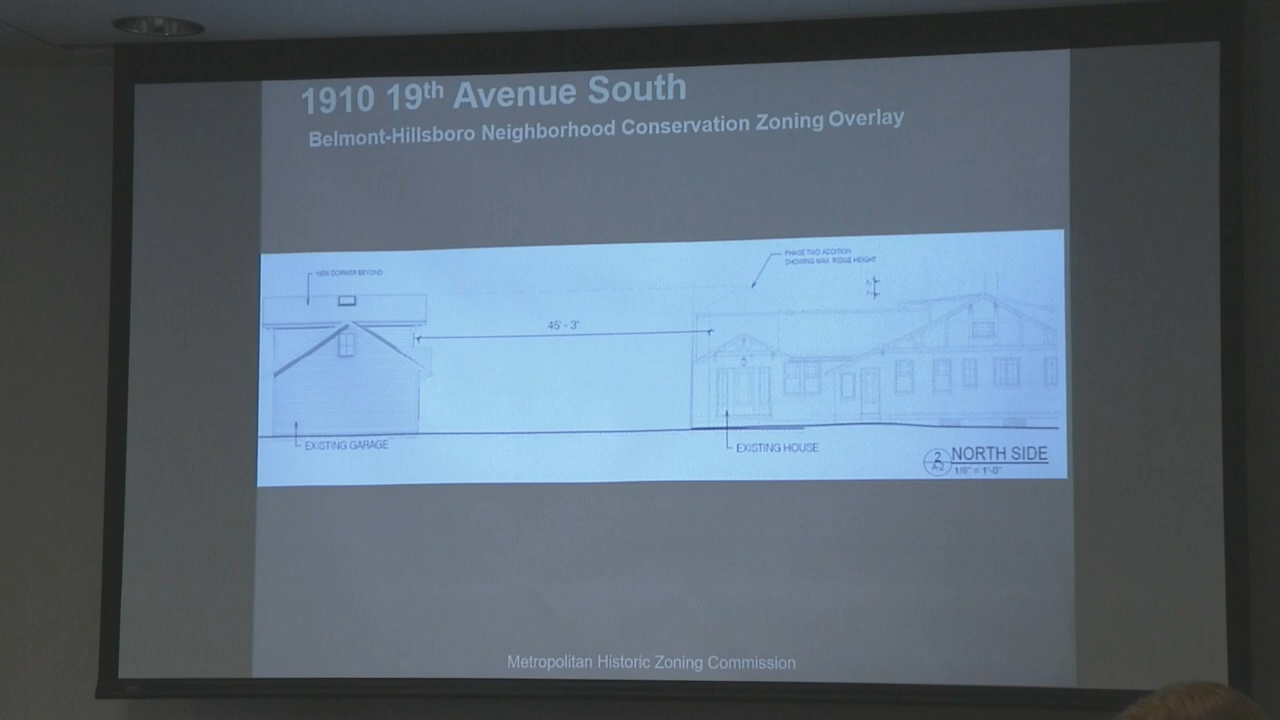 1910 19th Avenue South
Belmont-Hillsboro Neighborhood Conservation Zoning Overlay
PHASE TWO ADDITION
SHOWING MAX. RIDGE HEIGHT
NEW DORMER BEYOND
45' - 3"
EXISTING GARAGE
EXISTING HOUSE
2
A-2
NORTH SIDE
1/8" = 1'-0"
Metropolitan Historic Zoning Commission